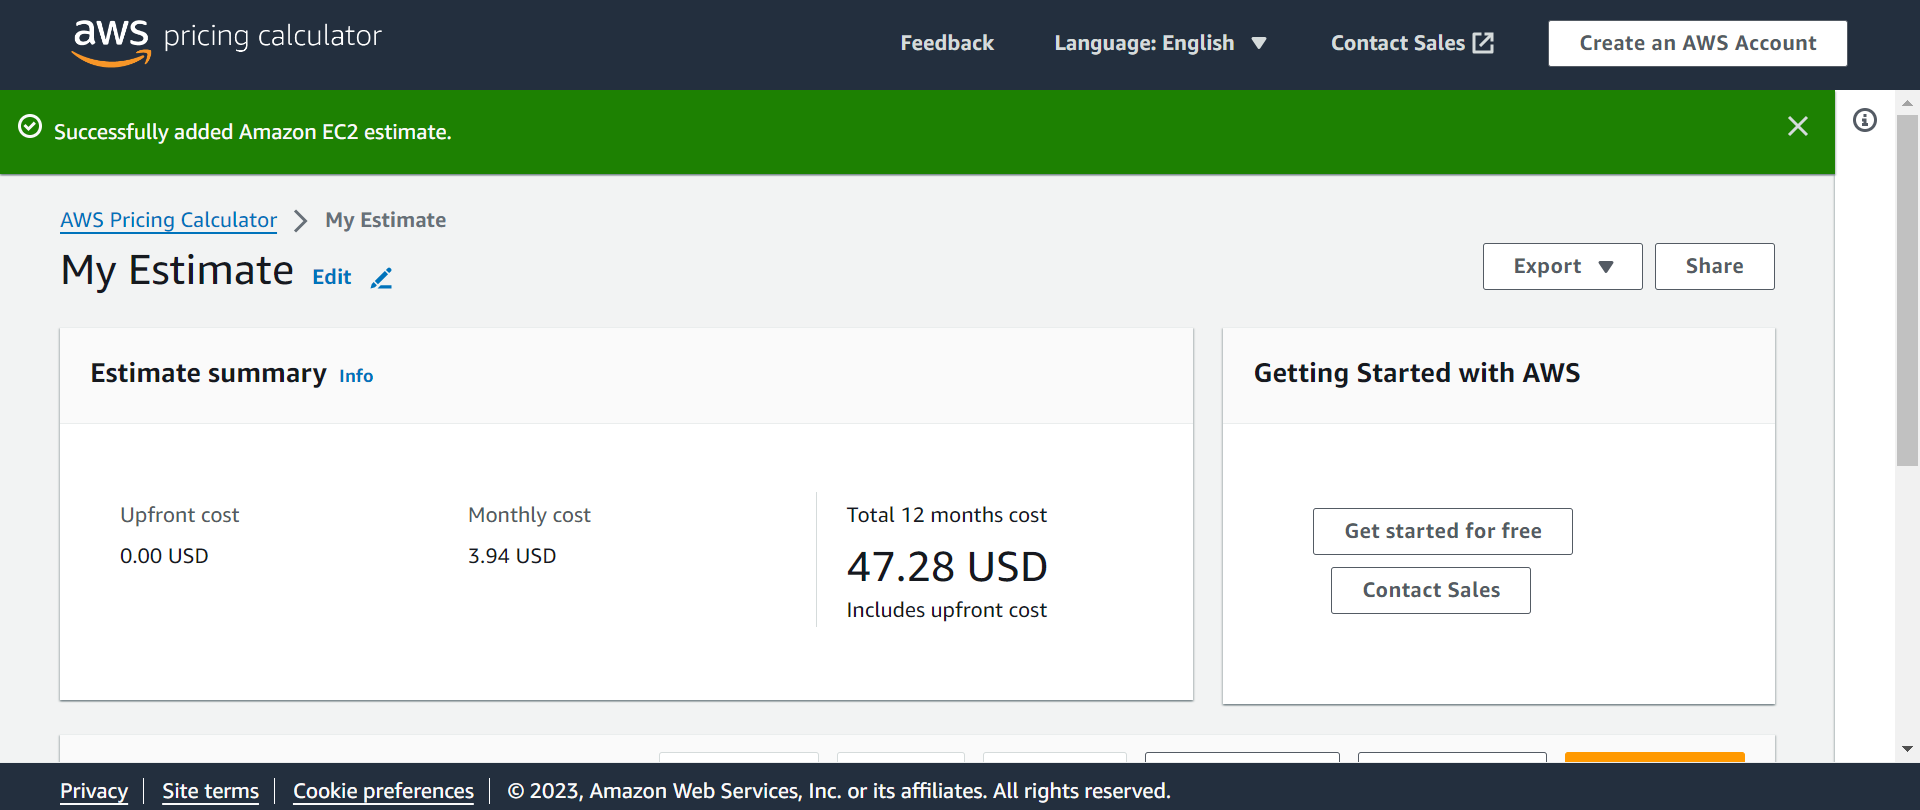 aws pricing calculator
Feedback
Language: English
Contact Sales
Create an AWS Account
Successfully added Amazon EC2 estimate.
AWS Pricing Calculator
My Estimate
My Estimate
Edit
Export
Share
Estimate summary
Info
Upfront cost
0.00 USD
Monthly cost
3.94 USD
Total 12 months cost
47.28 USD
Includes upfront cost
Getting Started with AWS
Get started for free
Contact Sales
Privacy
Site terms
Cookie preferences
© 2023, Amazon Web Services, Inc. or its affiliates. All rights reserved.